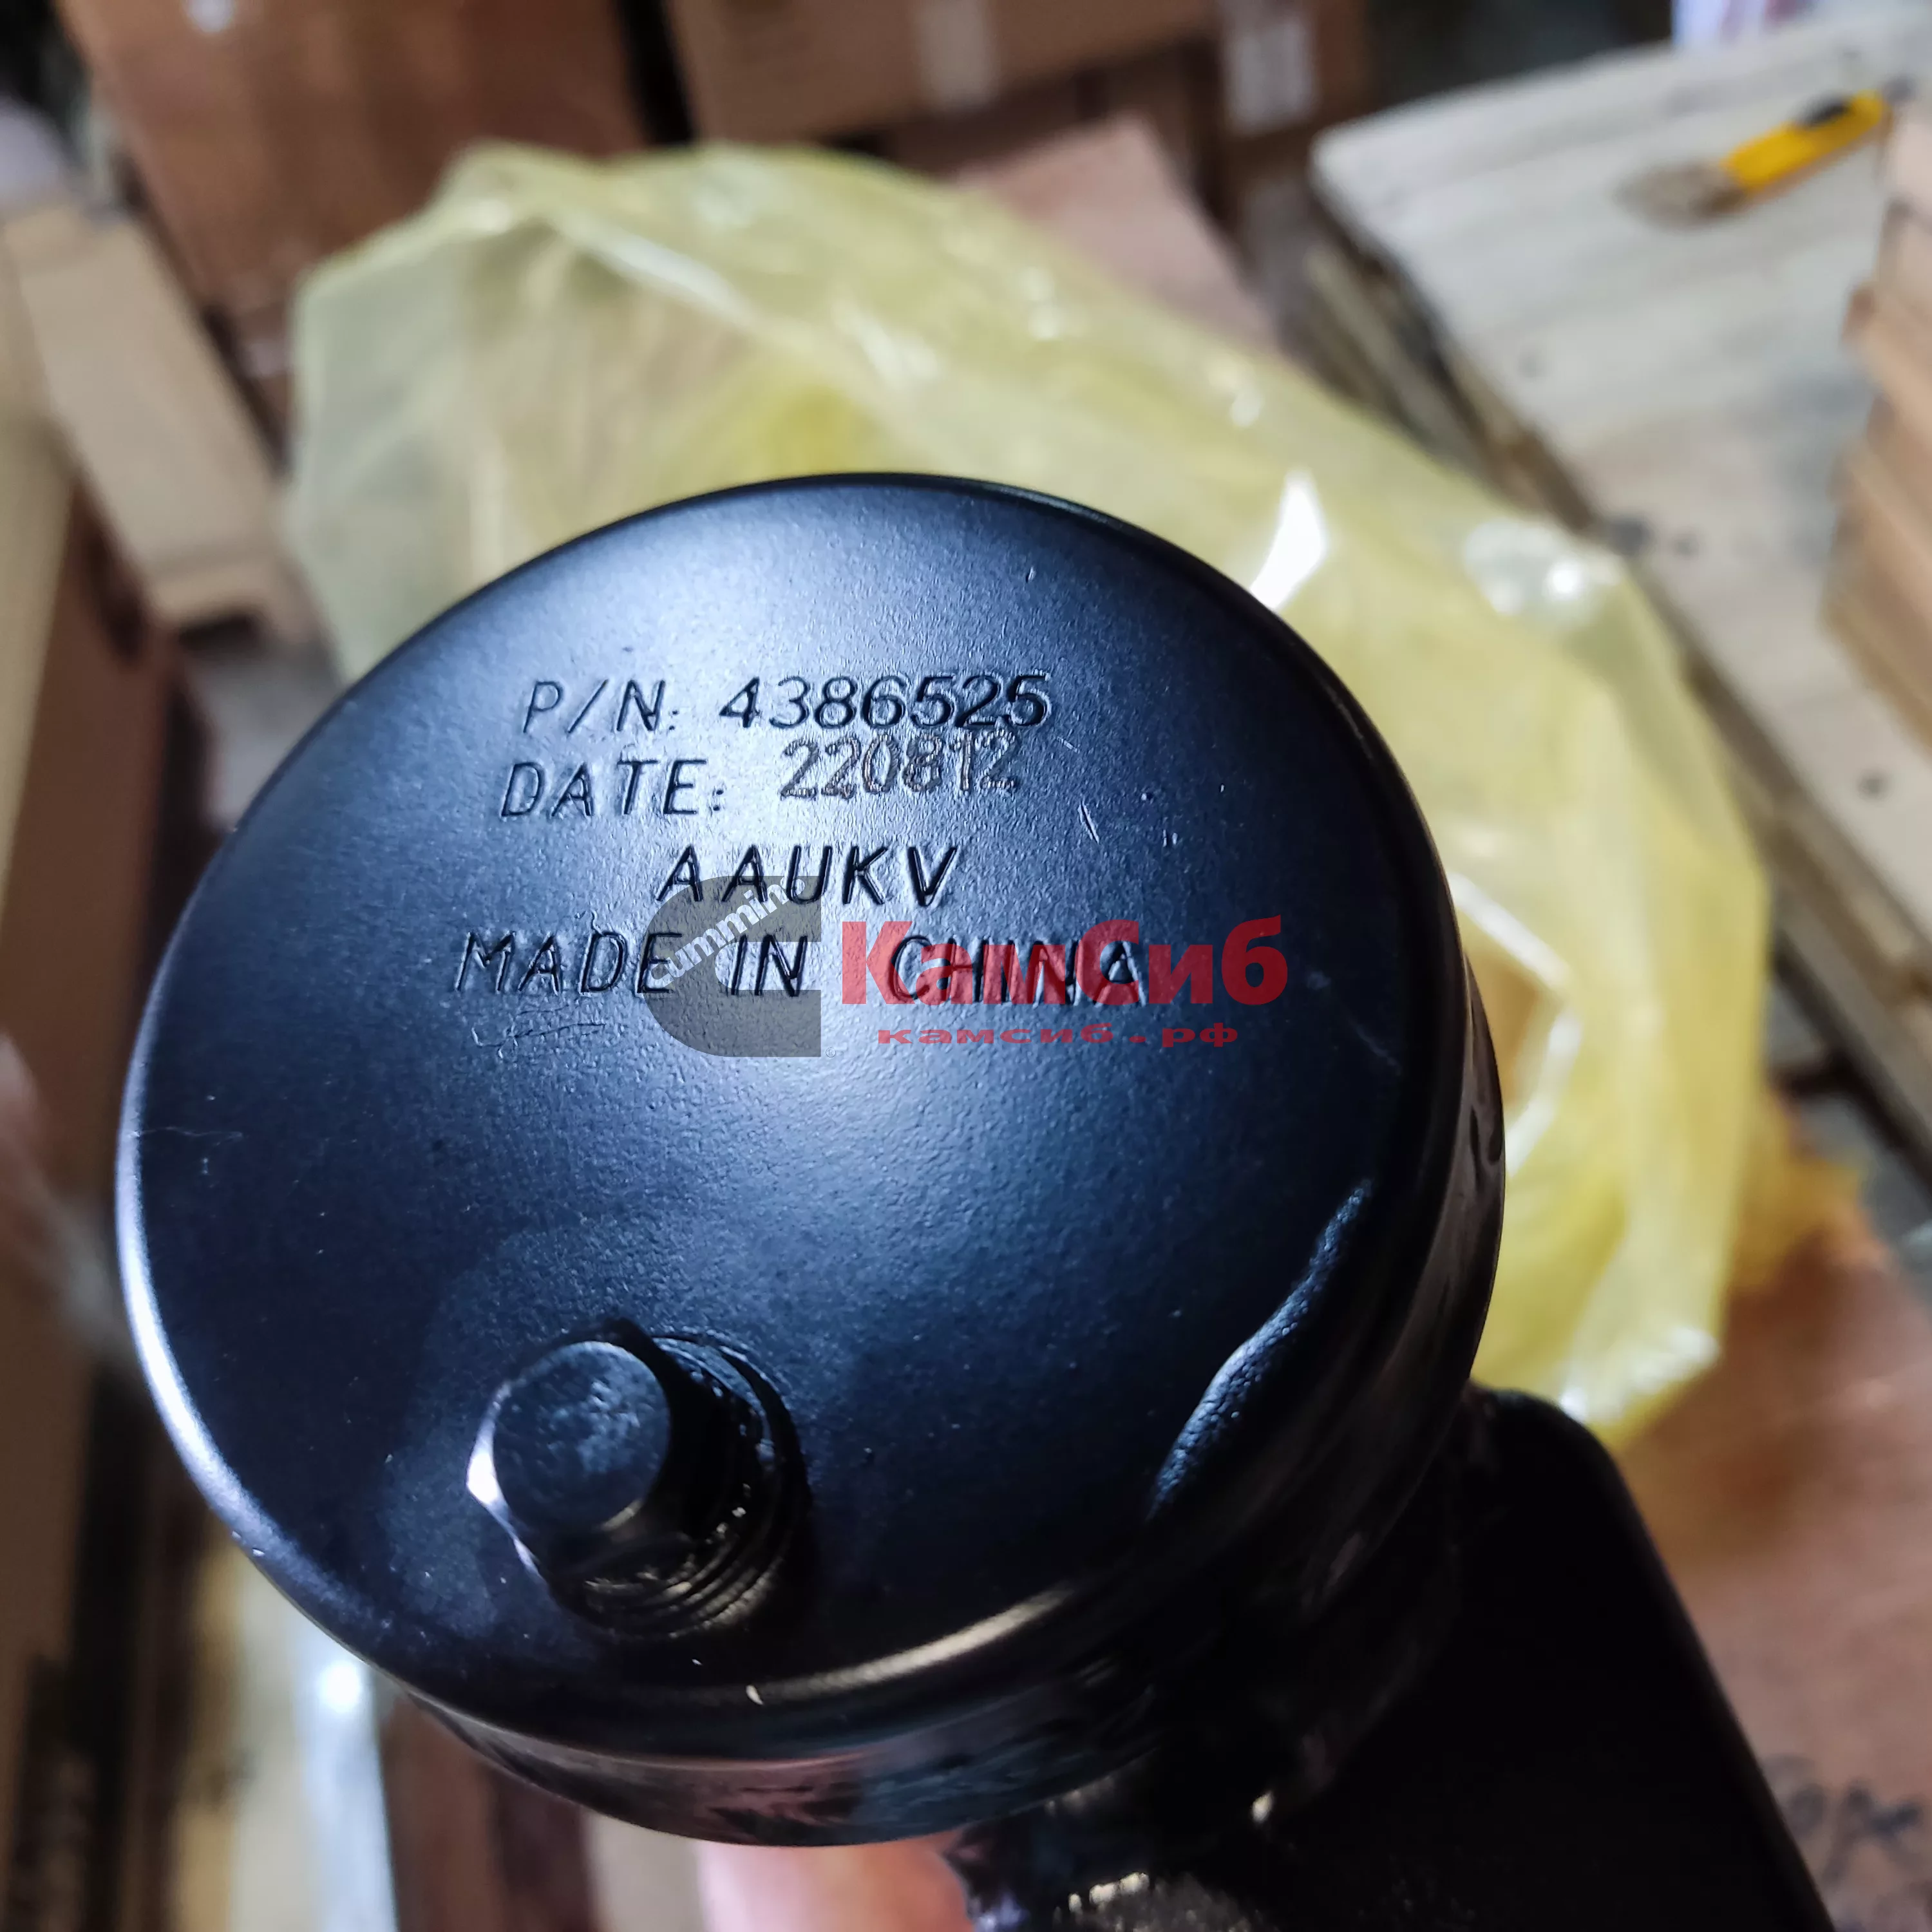 P/N: 4386525
DATE: 220812
AAUKV
MADE IN CHINA
cummins
КамСиб
камсиб.рф